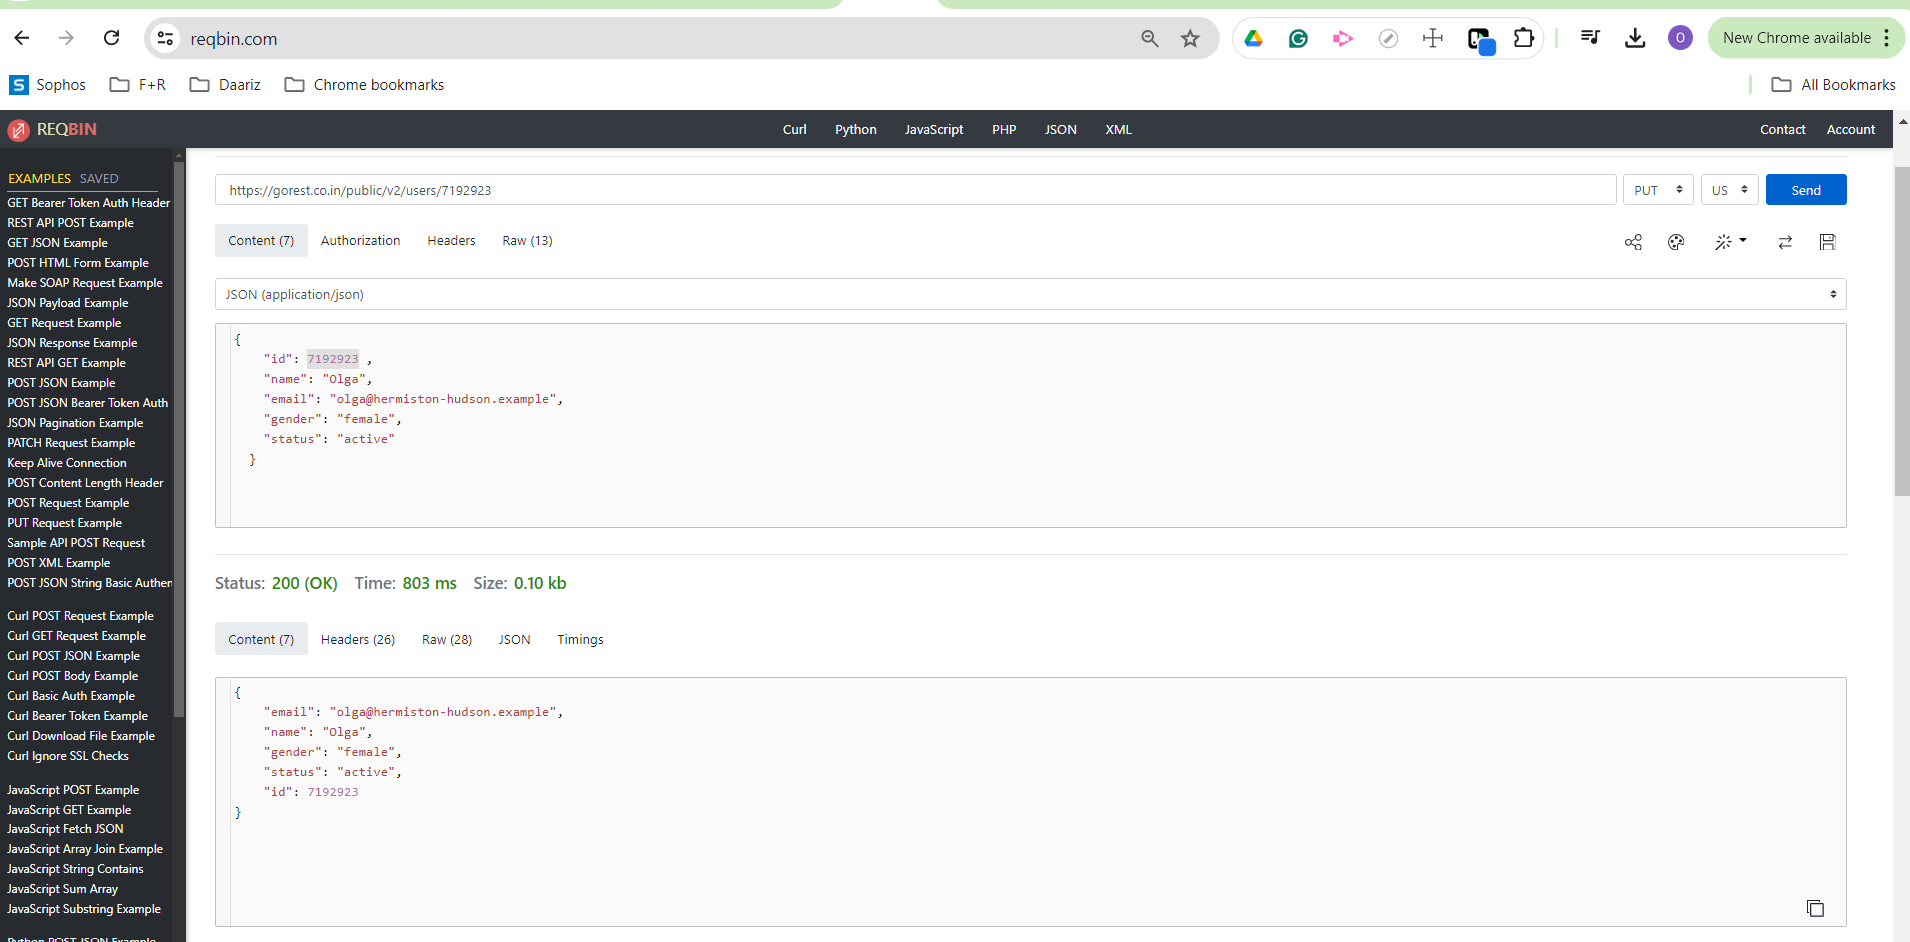 reqbin.com
O
New Chrome available
S Sophos
F+R
Daariz
Chrome bookmarks
All Bookmarks
REQBIN
Curl
Python
JavaScript
PHP
JSON
XML
Contact
Account
EXAMPLES SAVED
GET Bearer Token Auth Header
REST API POST Example
GET JSON Example
POST HTML Form Example
Make SOAP Request Example
JSON Payload Example
GET Request Example
JSON Response Example
REST API GET Example
POST JSON Example
POST JSON Bearer Token Auth
JSON Pagination Example
PATCH Request Example
Keep Alive Connection
POST Content Length Header
POST Request Example
PUT Request Example
Sample API POST Request
POST XML Example
POST JSON String Basic Authen
Curl POST Request Example
Curl GET Request Example
Curl POST JSON Example
Curl POST Body Example
Curl Basic Auth Example
Curl Bearer Token Example
Curl Download File Example
Curl Ignore SSL Checks
JavaScript POST Example
JavaScript GET Example
JavaScript Fetch JSON
JavaScript Array Join Example
JavaScript String Contains
JavaScript Sum Array
JavaScript Substring Example
Python POST JSON Example
https://gorest.co.in/public/v2/users/7192923
PUT
US
Send
Content (7)
Authorization
Headers
Raw (13)
JSON (application/json)
{
"id": 7192923 ,
"name": "Olga",
"email": "olga@hermiston-hudson.example",
"gender": "female",
"status": "active"
}
Status: 200 (OK) Time: 803 ms Size: 0.10 kb
Content (7)
Headers (26)
Raw (28)
JSON
Timings
{
"email": "olga@hermiston-hudson.example",
"name": "Olga",
"gender": "female",
"status": "active",
"id": 7192923
}